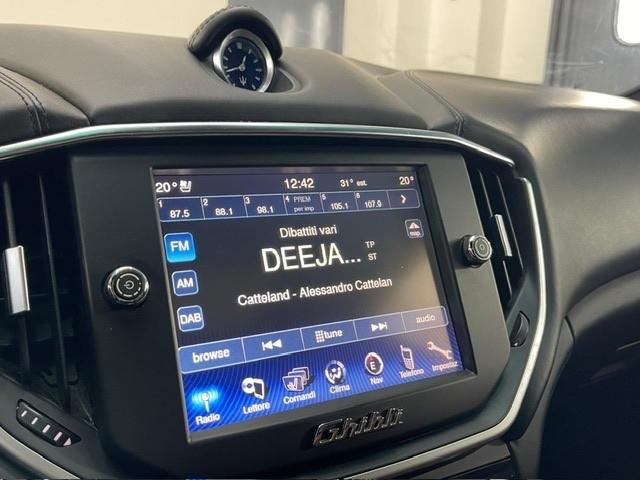 20° 12:42 31° est. 20°
1 87.5 2 88.1 3 98.1 4 PREM per imp 5 105.1 6 107.9
Dibattiti vari
FM DEEJA... TP ST map
AM Catteland - Alessandro Cattelan
DAB
browse tune audio
Radio Lettore Comandi Clima E Nav Telefono Impostaz
Ghibli